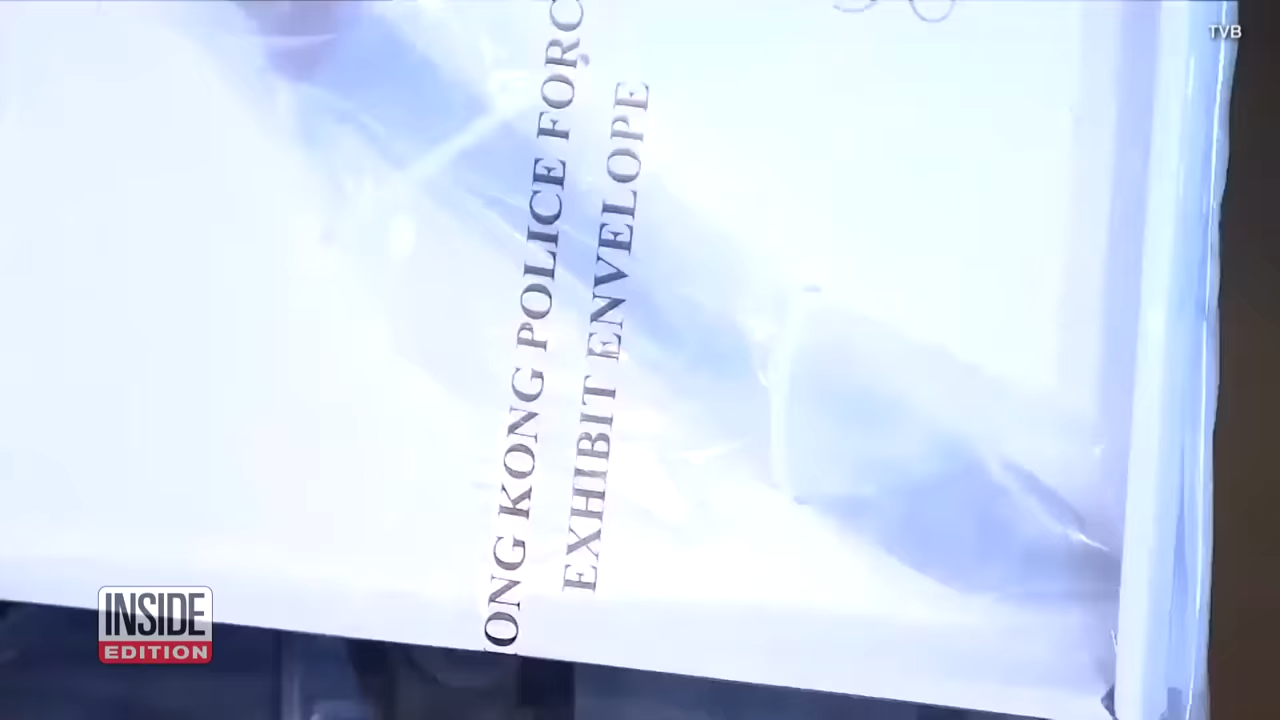 TVB
ONG KONG POLICE FORC
EXHIBIT ENVELOPE
INSIDE
EDITION